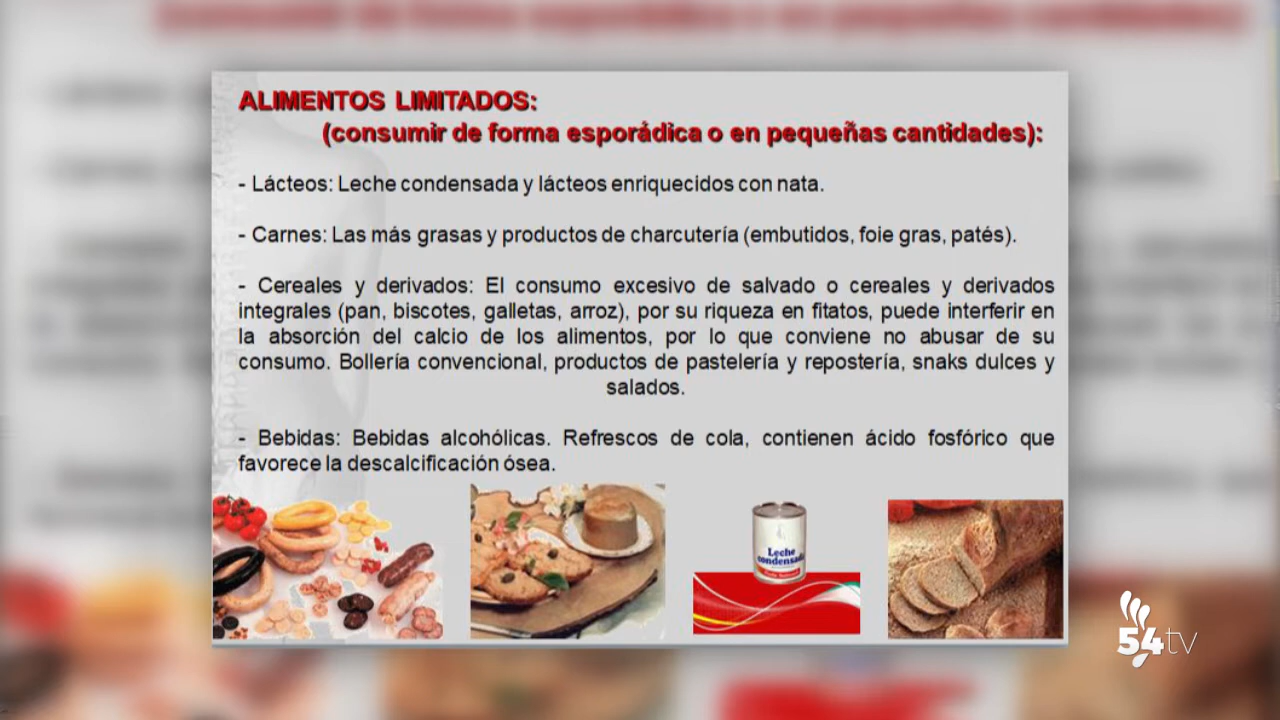 ALIMENTOS LIMITADOS:
(consumir de forma esporádica o en pequeñas cantidades):
- Lácteos: Leche condensada y lácteos enriquecidos con nata.
- Carnes: Las más grasas y productos de charcutería (embutidos, foie gras, patés).
- Cereales y derivados: El consumo excesivo de salvado o cereales y derivados
integrales (pan, biscotes, galletas, arroz), por su riqueza en fitatos, puede interferir en
la absorción del calcio de los alimentos, por lo que conviene no abusar de su
consumo. Bollería convencional, productos de pastelería y repostería, snaks dulces y
salados.
- Bebidas: Bebidas alcohólicas. Refrescos de cola, contienen ácido fosfórico que
favorece la descalcificación ósea.
Leche
condensada
54tv